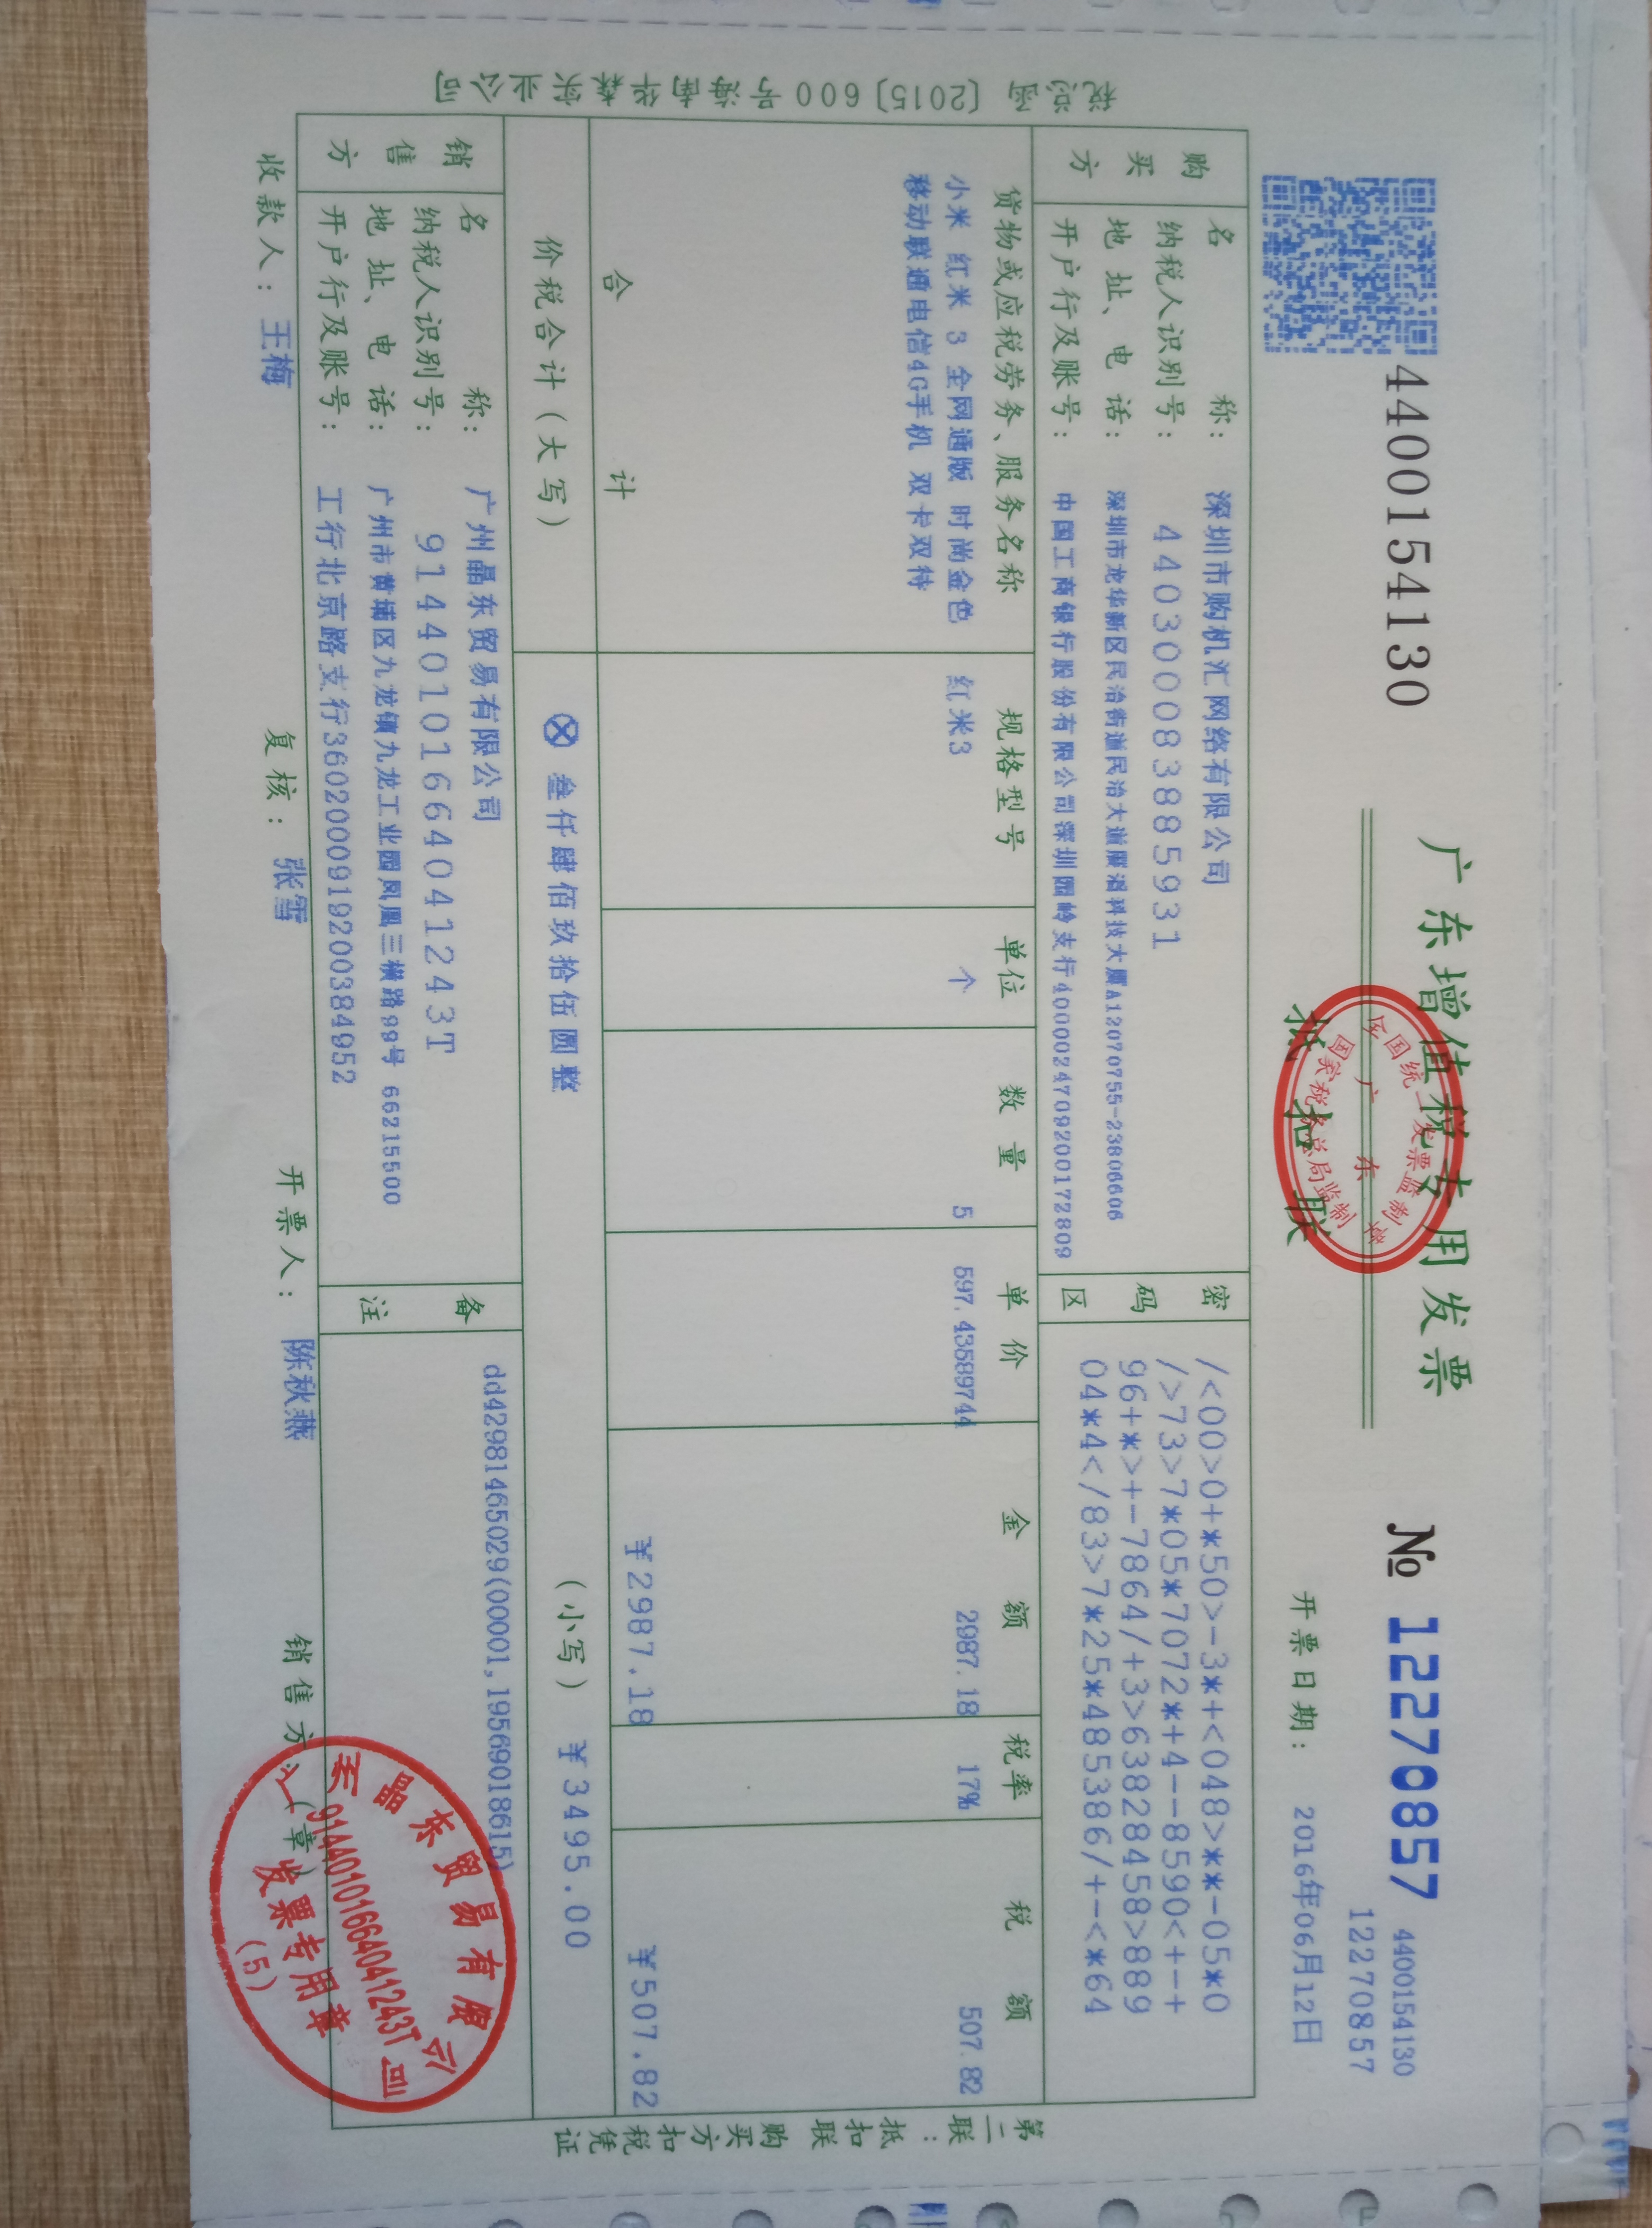 4400154130
广东增值税专用发票
全国统一发票监制章
广 东
国家税务总局监制
抵 扣 联
№ 12270857
4400154130
12270857
开票日期: 2016年06月12日
购买方
名 称: 深圳市购机汇网络有限公司
纳税人识别号: 440300083885931
地 址、电 话: 深圳市龙华新区民治街道民治大道展滔科技大厦A12070755-23806606
开户行及账号: 中国工商银行股份有限公司深圳园岭支行4000024709200172809
密码区
/<00>0+*50>-3*+<048>**-05*0
/>73>7*05*7072*+4--8590<+-+
96+*>+-7864/+3>63828458>889
04*4</83>7*25*485386/+-<*64
货物或应税劳务、服务名称 规格型号 单位 数 量 单 价 金 额 税率 税 额
小米 红米 3 全网通版 时尚金色 红米3 个 5 597.43589744 2987.18 17% 507.82
移动联通电信4G手机 双卡双待
合 计 ¥2987.18 ¥507.82
价税合计(大写) ⊗ 叁仟肆佰玖拾伍圆整 (小写) ¥3495.00
销售方
名 称: 广州晶东贸易有限公司
纳税人识别号: 91440101664041243T
地 址、电 话: 广州市黄埔区九龙镇九龙工业园凤凰三横路99号 66215500
开户行及账号: 工行北京路支行3602000919200384952
备注
dd42981465029(00001,19569018615)
收款人: 王梅 复核: 张雪 开票人: 陈秋燕 销售方:(章)
广州晶东贸易有限公司
91440101664041243T
发票专用章
(5)
税总函〔2015〕600号海南华森实业公司
第二联:抵扣联 购买方扣税凭证